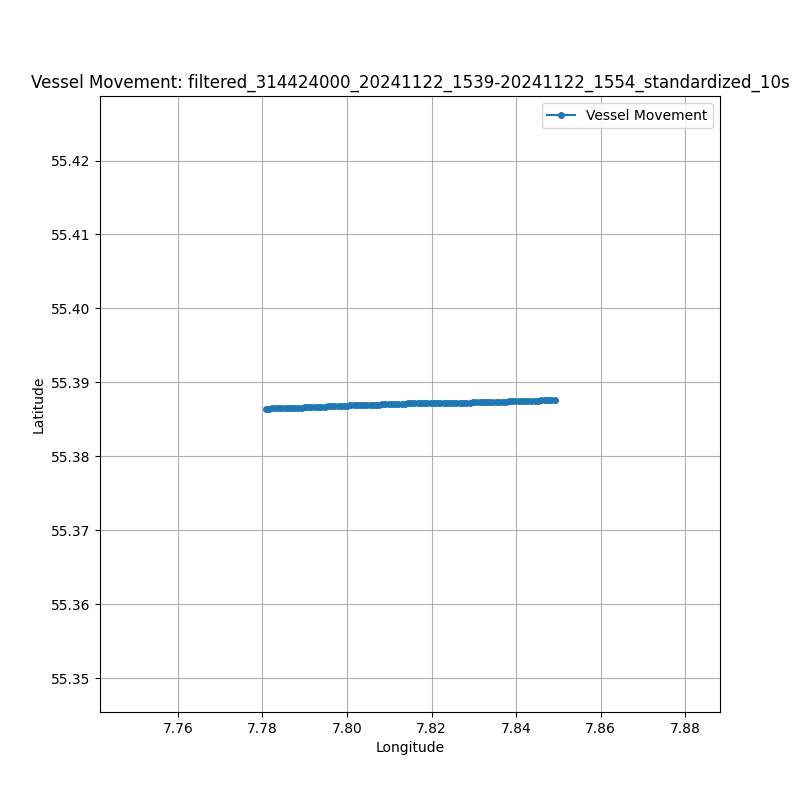 Vessel Movement: filtered_314424000_20241122_1539-20241122_1554_standardized_10s
Vessel Movement
55.42
55.41
55.40
55.39
55.38
55.37
55.36
55.35
Latitude
7.76 7.78 7.80 7.82 7.84 7.86 7.88
Longitude